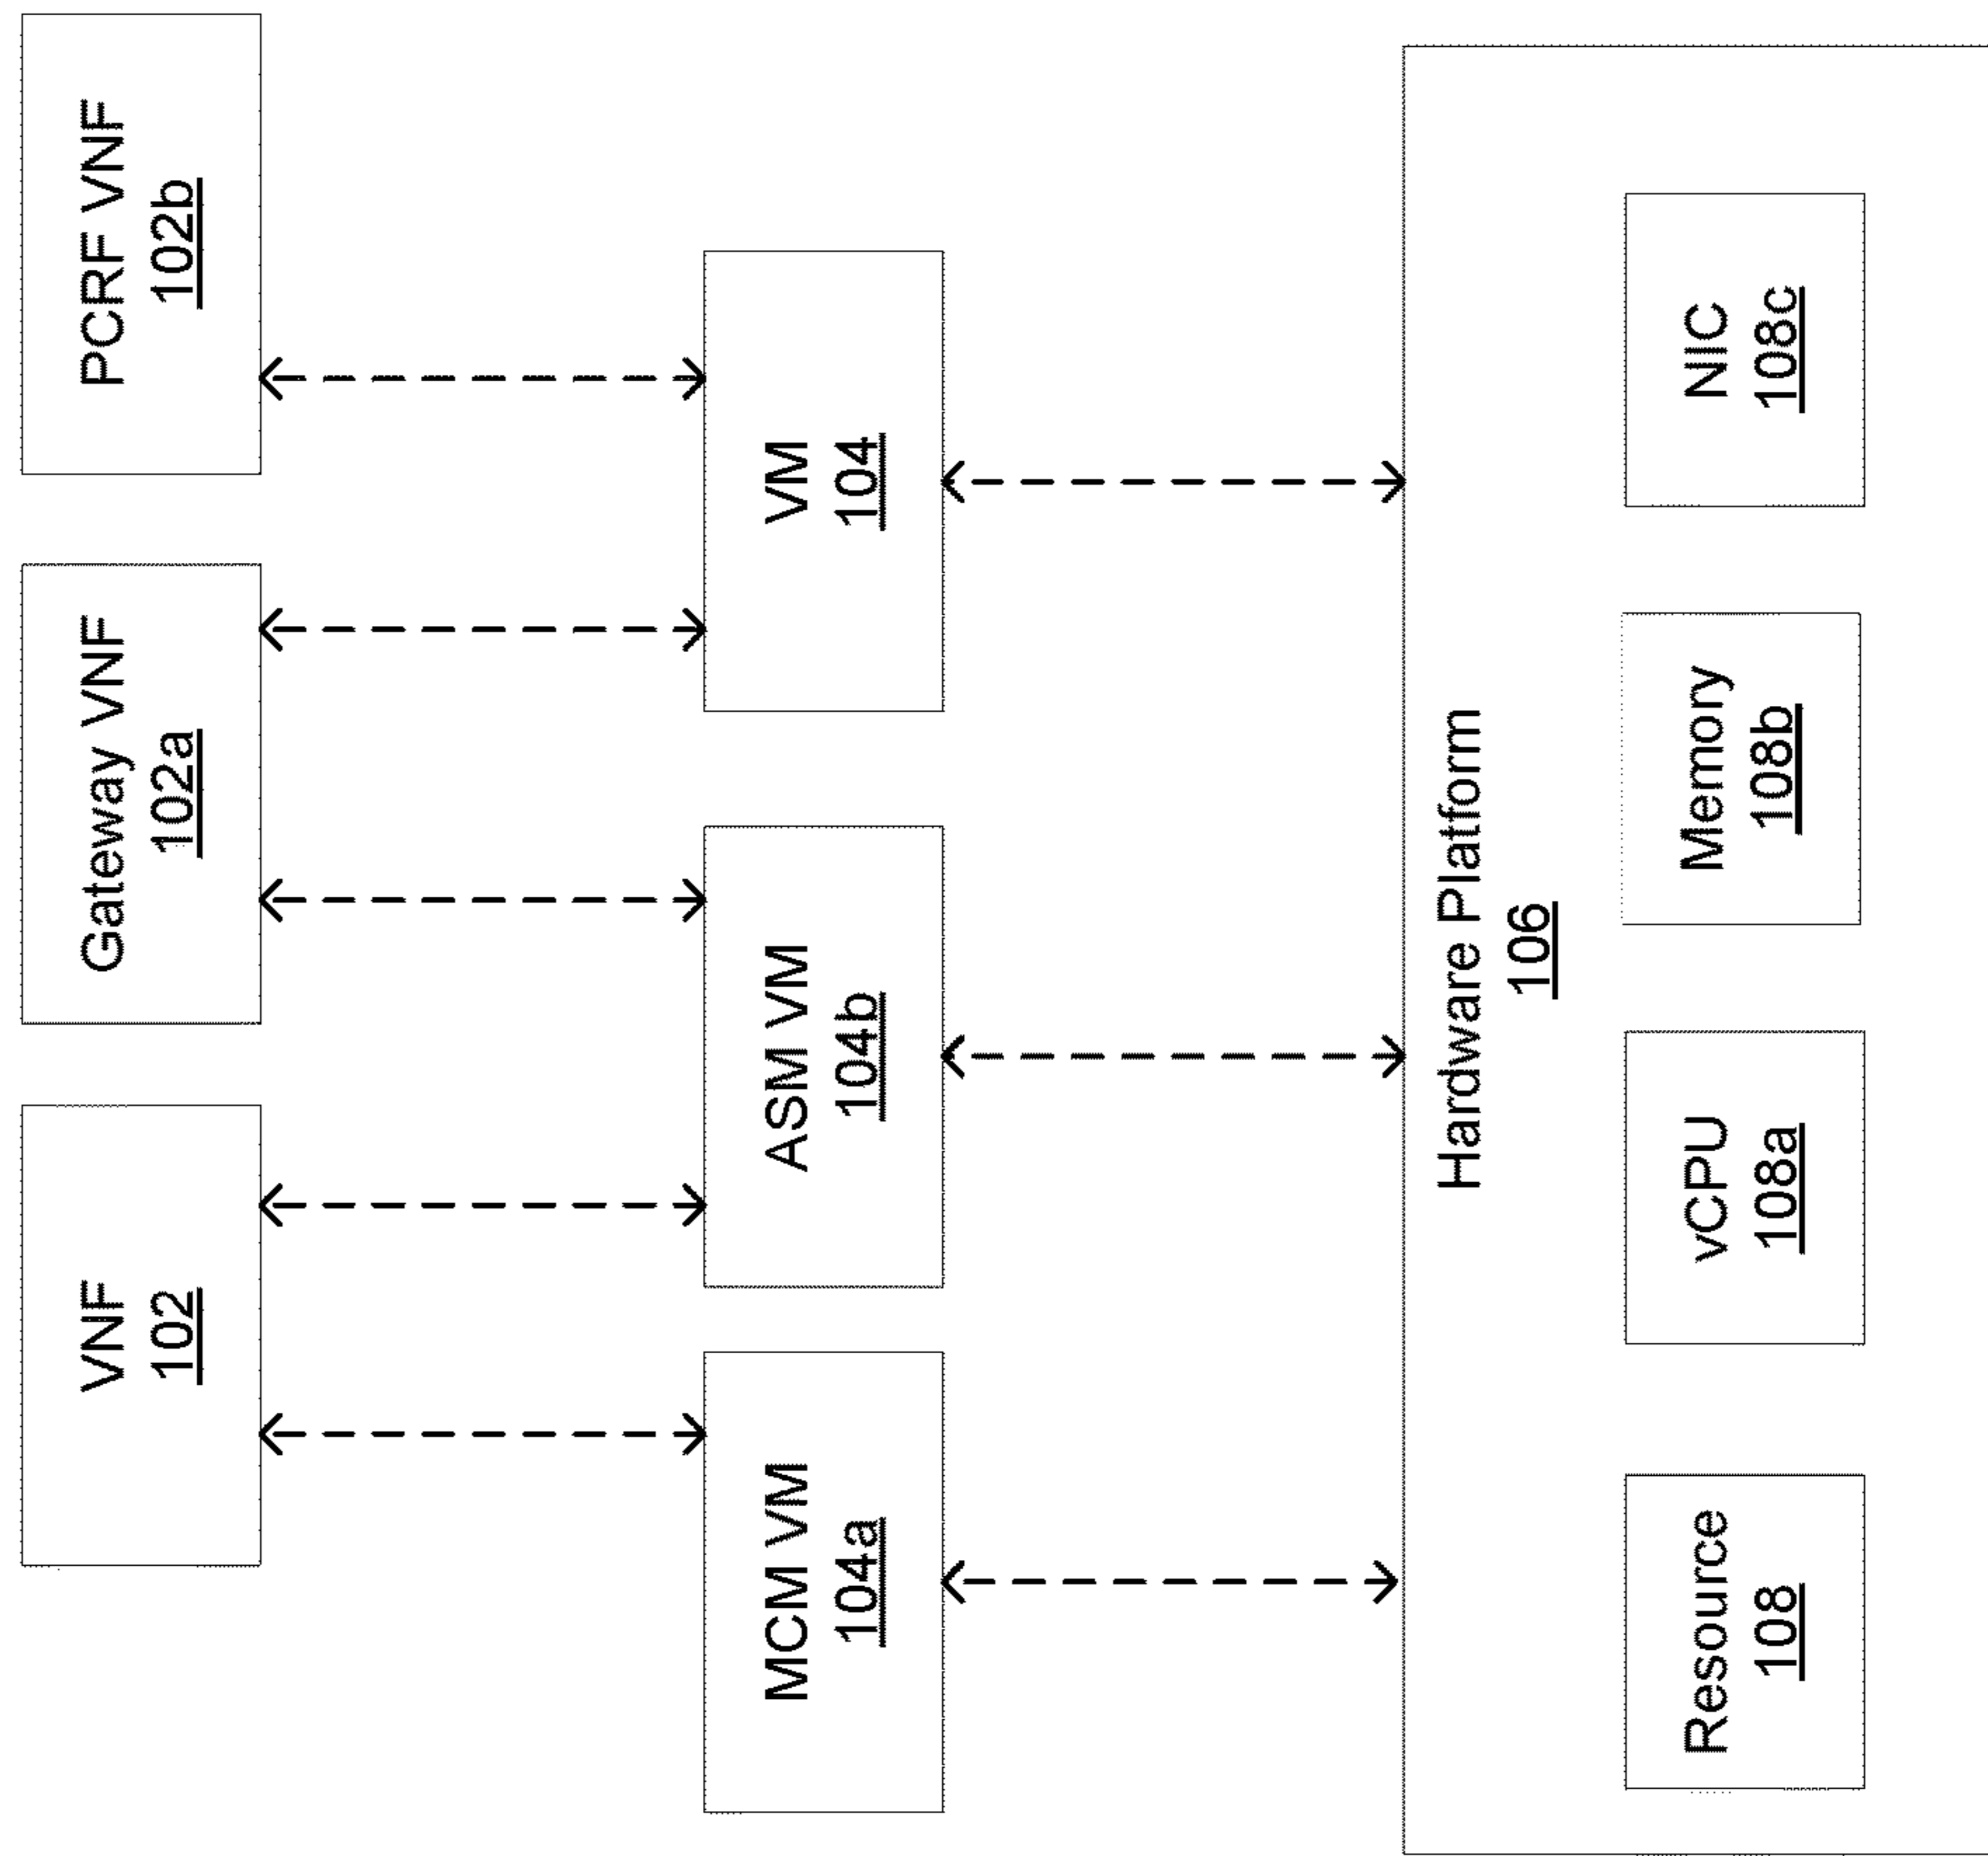 VNF
102
Gateway VNF
102a
PCRF VNF
102b
MCM VM
104a
ASM VM
104b
VM
104
Hardware Platform
106
Resource
108
vCPU
108a
Memory
108b
NIC
108c